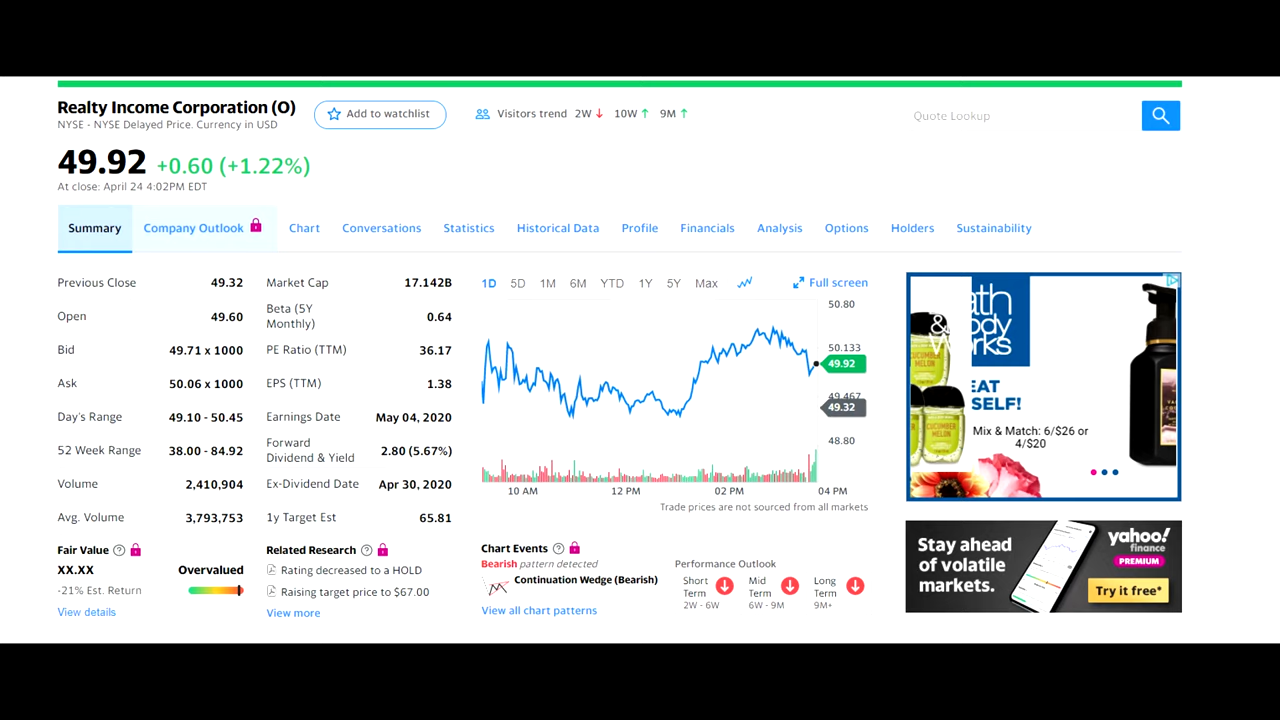 Realty Income Corporation (O)
NYSE - NYSE Delayed Price. Currency in USD
Add to watchlist
Visitors trend 2W 10W 9M
Quote Lookup
49.92 +0.60 (+1.22%)
At close: April 24 4:02PM EDT
Summary
Company Outlook
Chart
Conversations
Statistics
Historical Data
Profile
Financials
Analysis
Options
Holders
Sustainability
Previous Close 49.32
Open 49.60
Bid 49.71 x 1000
Ask 50.06 x 1000
Day's Range 49.10 - 50.45
52 Week Range 38.00 - 84.92
Volume 2,410,904
Avg. Volume 3,793,753
Market Cap 17.142B
Beta (5Y
Monthly) 0.64
PE Ratio (TTM) 36.17
EPS (TTM) 1.38
Earnings Date May 04, 2020
Forward
Dividend & Yield 2.80 (5.67%)
Ex-Dividend Date Apr 30, 2020
1y Target Est 65.81
1D 5D 1M 6M YTD 1Y 5Y Max
Full screen
50.80
50.133
49.92
49.467
49.32
48.80
10 AM 12 PM 02 PM 04 PM
Trade prices are not sourced from all markets
Fair Value
XX.XX Overvalued
-21% Est. Return
View details
Related Research
Rating decreased to a HOLD
Raising target price to $67.00
View more
Chart Events
Bearish pattern detected
Continuation Wedge (Bearish)
View all chart patterns
Performance Outlook
Short
Term
2W - 6W
Mid
Term
6W - 9M
Long
Term
9M+
ath
& ody
W rks
EAT
SELF!
Mix & Match: 6/$26 or
4/$20
CUCUMBER
MELON
CUCUMBER
MELON
Stay ahead
of volatile
markets.
yahoo!
finance
PREMIUM
Try it free*